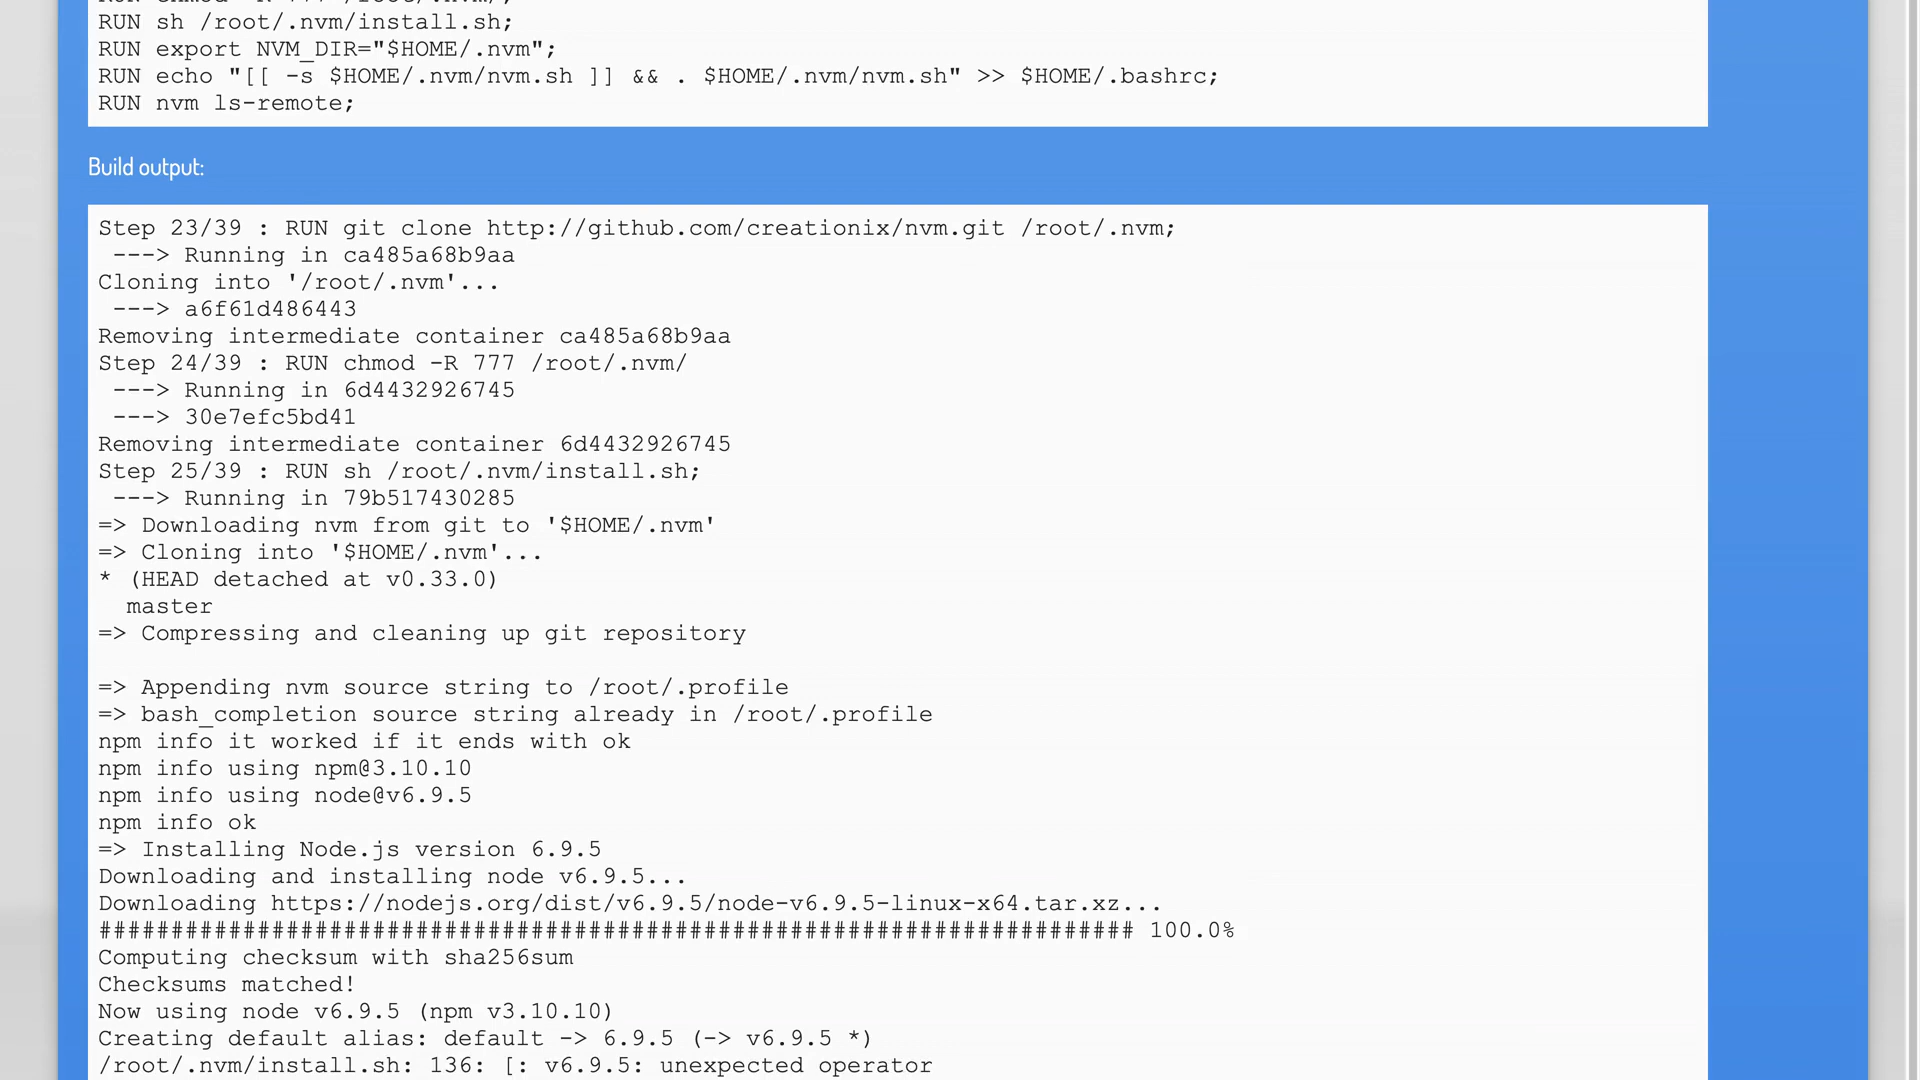 RUN chmod -R 777 /root/.nvm/;
RUN sh /root/.nvm/install.sh;
RUN export NVM_DIR="$HOME/.nvm";
RUN echo "[[ -s $HOME/.nvm/nvm.sh ]] && . $HOME/.nvm/nvm.sh" >> $HOME/.bashrc;
RUN nvm ls-remote;
Build output:
Step 23/39 : RUN git clone http://github.com/creationix/nvm.git /root/.nvm;
---> Running in ca485a68b9aa
Cloning into '/root/.nvm'...
---> a6f61d486443
Removing intermediate container ca485a68b9aa
Step 24/39 : RUN chmod -R 777 /root/.nvm/
---> Running in 6d4432926745
---> 30e7efc5bd41
Removing intermediate container 6d4432926745
Step 25/39 : RUN sh /root/.nvm/install.sh;
---> Running in 79b517430285
=> Downloading nvm from git to '$HOME/.nvm'
=> Cloning into '$HOME/.nvm'...
* (HEAD detached at v0.33.0)
master
=> Compressing and cleaning up git repository
=> Appending nvm source string to /root/.profile
=> bash_completion source string already in /root/.profile
npm info it worked if it ends with ok
npm info using npm@3.10.10
npm info using node@v6.9.5
npm info ok
=> Installing Node.js version 6.9.5
Downloading and installing node v6.9.5...
Downloading https://nodejs.org/dist/v6.9.5/node-v6.9.5-linux-x64.tar.xz...
######################################################################## 100.0%
Computing checksum with sha256sum
Checksums matched!
Now using node v6.9.5 (npm v3.10.10)
Creating default alias: default -> 6.9.5 (-> v6.9.5 *)
/root/.nvm/install.sh: 136: [: v6.9.5: unexpected operator